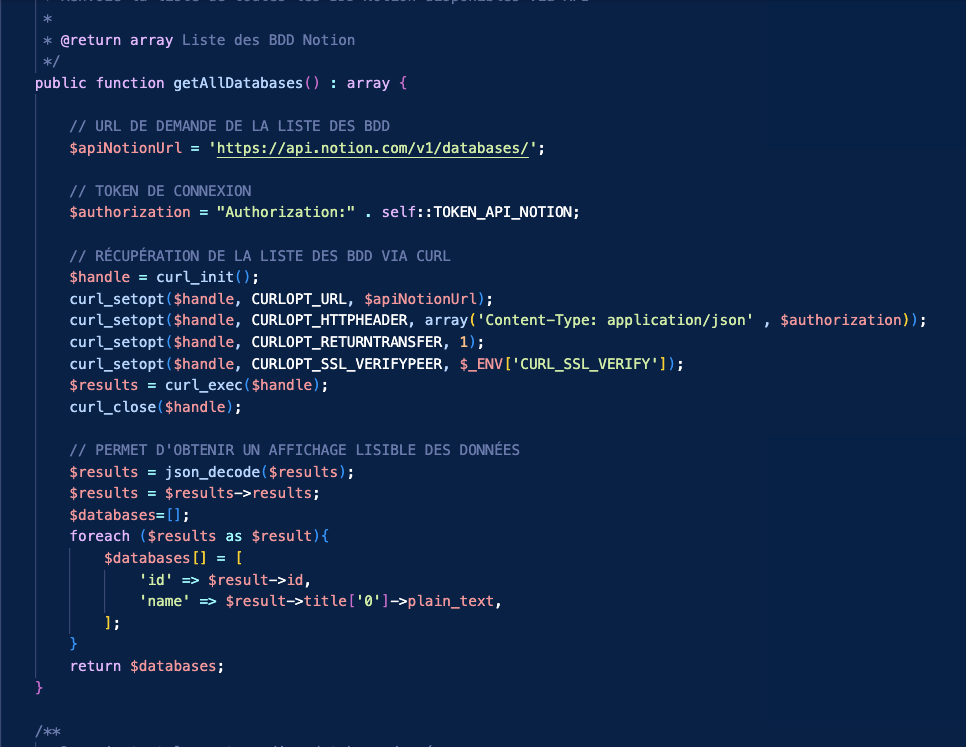 *
* @return array Liste des BDD Notion
*/
public function getAllDatabases() : array {
// URL DE DEMANDE DE LA LISTE DES BDD
$apiNotionUrl = 'https://api.notion.com/v1/databases/';
// TOKEN DE CONNEXION
$authorization = "Authorization:" . self::TOKEN_API_NOTION;
// RÉCUPÉRATION DE LA LISTE DES BDD VIA CURL
$handle = curl_init();
curl_setopt($handle, CURLOPT_URL, $apiNotionUrl);
curl_setopt($handle, CURLOPT_HTTPHEADER, array('Content-Type: application/json' , $authorization));
curl_setopt($handle, CURLOPT_RETURNTRANSFER, 1);
curl_setopt($handle, CURLOPT_SSL_VERIFYPEER, $_ENV['CURL_SSL_VERIFY']);
$results = curl_exec($handle);
curl_close($handle);
// PERMET D'OBTENIR UN AFFICHAGE LISIBLE DES DONNÉES
$results = json_decode($results);
$results = $results->results;
$databases=[];
foreach ($results as $result){
$databases[] = [
'id' => $result->id,
'name' => $result->title['0']->plain_text,
];
}
return $databases;
}
/**